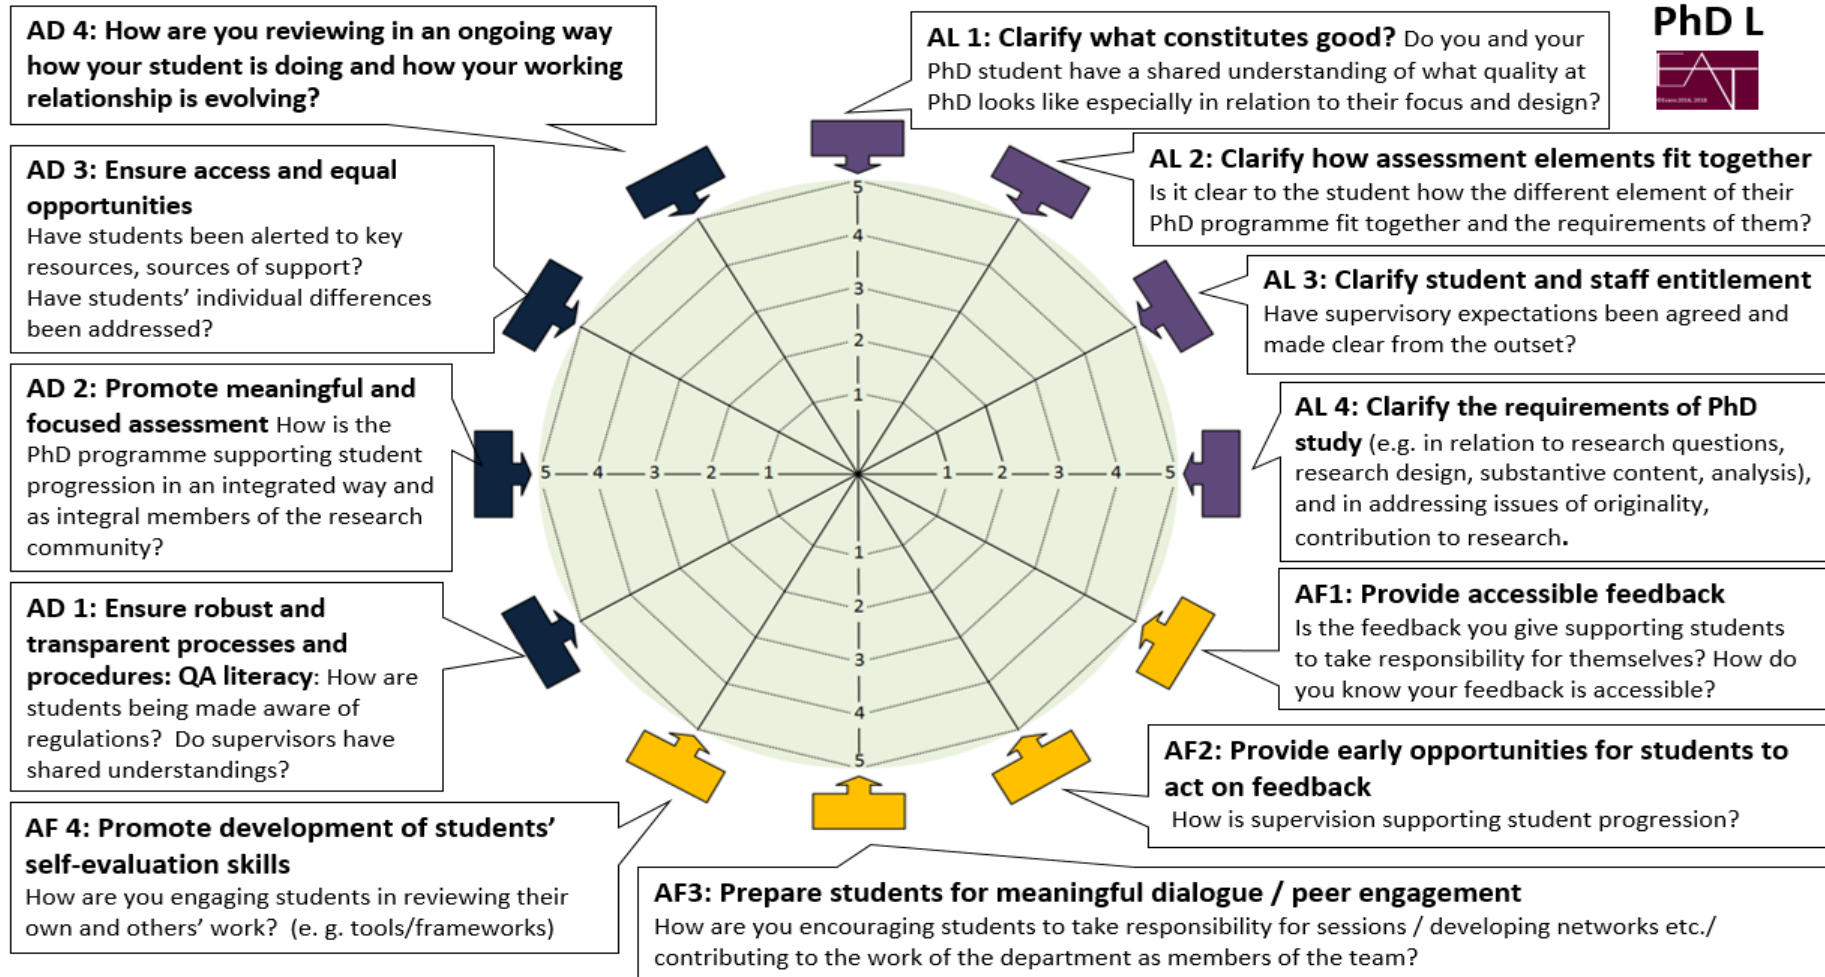 AD 4: How are you reviewing in an ongoing way
how your student is doing and how your working
relationship is evolving?
AL 1: Clarify what constitutes good? Do you and your
PhD student have a shared understanding of what quality at
PhD looks like especially in relation to their focus and design?
PhD L
EAT
©Evans 2016, 2018
AL 2: Clarify how assessment elements fit together
Is it clear to the student how the different element of their
PhD programme fit together and the requirements of them?
AL 3: Clarify student and staff entitlement
Have supervisory expectations been agreed and
made clear from the outset?
AL 4: Clarify the requirements of PhD
study (e.g. in relation to research questions,
research design, substantive content, analysis),
and in addressing issues of originality,
contribution to research.
AF1: Provide accessible feedback
Is the feedback you give supporting students
to take responsibility for themselves? How do
you know your feedback is accessible?
AF2: Provide early opportunities for students to
act on feedback
How is supervision supporting student progression?
AF3: Prepare students for meaningful dialogue / peer engagement
How are you encouraging students to take responsibility for sessions / developing networks etc./
contributing to the work of the department as members of the team?
AF 4: Promote development of students’
self-evaluation skills
How are you engaging students in reviewing their
own and others’ work? (e. g. tools/frameworks)
AD 1: Ensure robust and
transparent processes and
procedures: QA literacy: How are
students being made aware of
regulations? Do supervisors have
shared understandings?
AD 2: Promote meaningful and
focused assessment How is the
PhD programme supporting student
progression in an integrated way and
as integral members of the research
community?
AD 3: Ensure access and equal
opportunities
Have students been alerted to key
resources, sources of support?
Have students’ individual differences
been addressed?
5
4
3
2
1
5 4 3 2 1 1 2 3 4 5
1
2
3
4
5